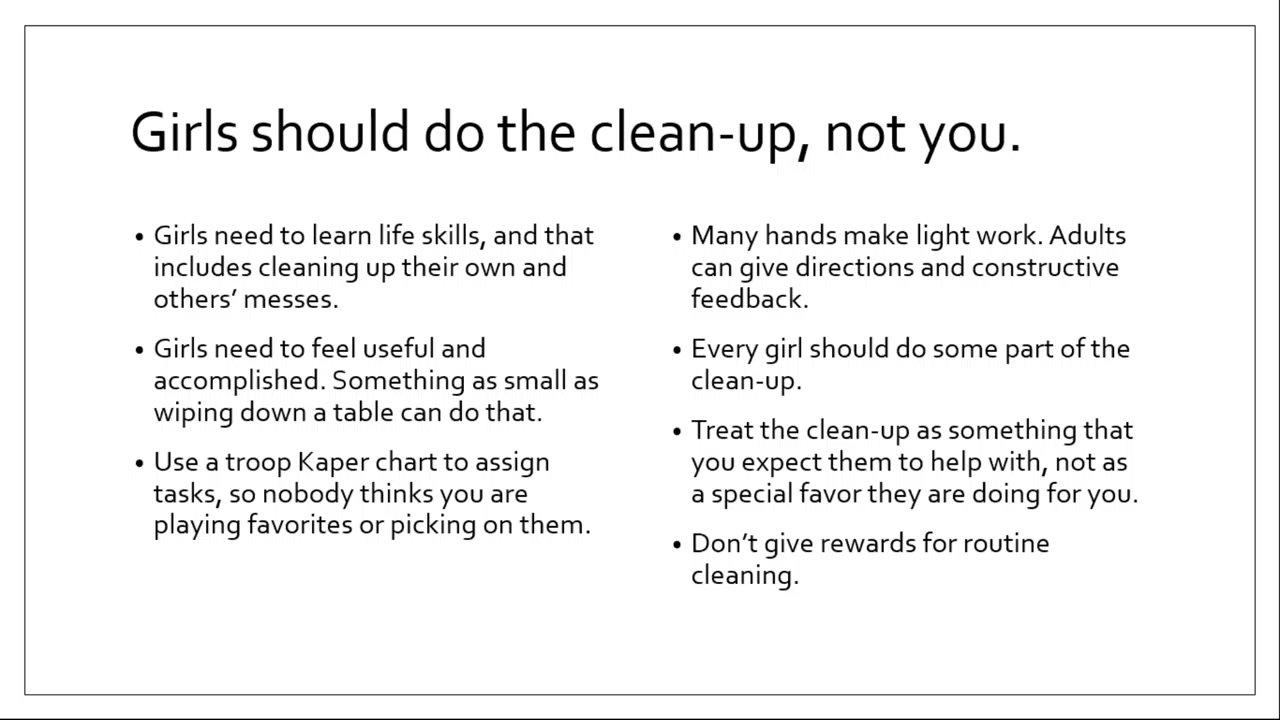 Girls should do the clean-up, not you.
• Girls need to learn life skills, and that
includes cleaning up their own and
others’ messes.
• Girls need to feel useful and
accomplished. Something as small as
wiping down a table can do that.
• Use a troop Kaper chart to assign
tasks, so nobody thinks you are
playing favorites or picking on them.
• Many hands make light work. Adults
can give directions and constructive
feedback.
• Every girl should do some part of the
clean-up.
• Treat the clean-up as something that
you expect them to help with, not as
a special favor they are doing for you.
• Don’t give rewards for routine
cleaning.